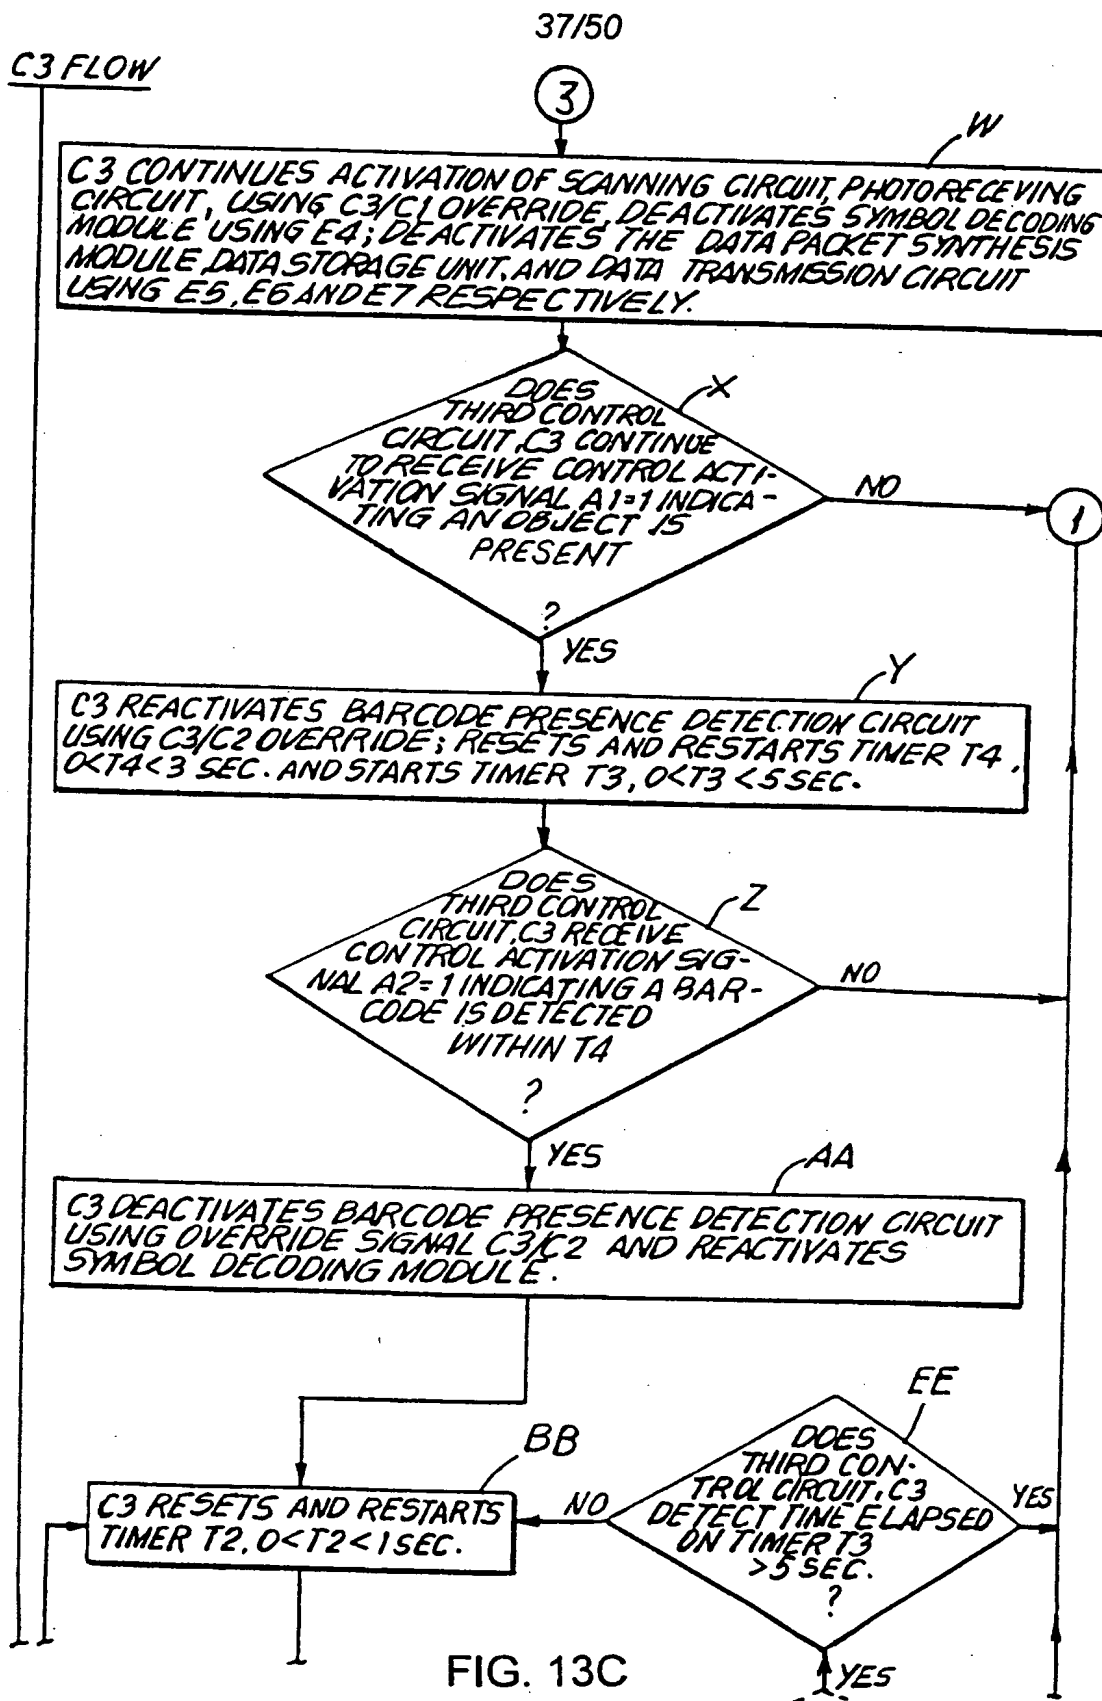 37/50
C3 FLOW
3
W
C3 CONTINUES ACTIVATION OF SCANNING CIRCUIT, PHOTORECEVING
CIRCUIT, USING C3/C1 OVERRIDE, DEACTIVATES SYMBOL DECODING
MODULE USING E4; DEACTIVATES THE DATA PACKET SYNTHESIS
MODULE, DATA STORAGE UNIT, AND DATA TRANSMISSION CIRCUIT
USING E5, E6 AND E7 RESPECTIVELY.
X
DOES
THIRD CONTROL
CIRCUIT, C3 CONTINUE
TO RECEIVE CONTROL ACTI-
VATION SIGNAL A1=1 INDICA-
TING AN OBJECT IS
PRESENT
?
NO
1
YES
Y
C3 REACTIVATES BARCODE PRESENCE DETECTION CIRCUIT
USING C3/C2 OVERRIDE; RESETS AND RESTARTS TIMER T4,
0<T4<3 SEC. AND STARTS TIMER T3, 0<T3<5 SEC.
Z
DOES
THIRD CONTROL
CIRCUIT, C3 RECEIVE
CONTROL ACTIVATION SIG-
NAL A2=1 INDICATING A BAR-
CODE IS DETECTED
WITHIN T4
?
NO
YES
AA
C3 DEACTIVATES BARCODE PRESENCE DETECTION CIRCUIT
USING OVERRIDE SIGNAL C3/C2 AND REACTIVATES
SYMBOL DECODING MODULE.
BB
C3 RESETS AND RESTARTS
TIMER T2, 0<T2<1 SEC.
NO
EE
DOES
THIRD CON-
TROL CIRCUIT, C3
DETECT TIME ELAPSED
ON TIMER T3
>5 SEC.
?
YES
YES
FIG. 13C